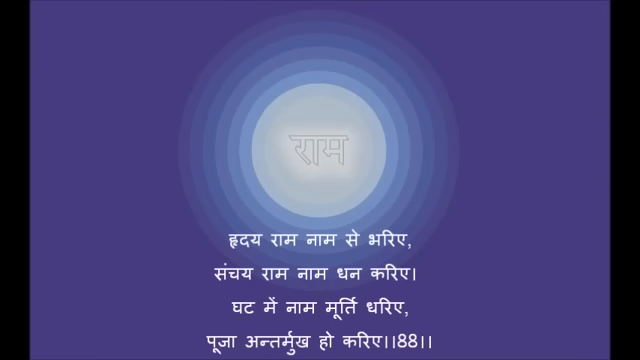 राम
हृदय राम नाम से भरिए,
संचय राम नाम धन करिए।
घट में नाम मूर्ति धरिए,
पूजा अन्तर्मुख हो करिए।।88।।